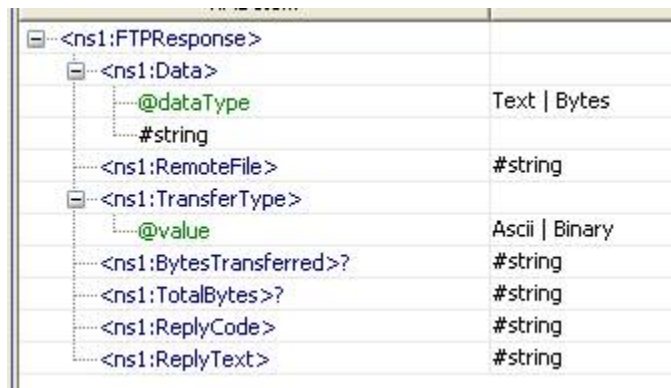 <ns1:FTPResponse>
<ns1:Data>
@dataType Text | Bytes
#string
<ns1:RemoteFile> #string
<ns1:TransferType>
@value Ascii | Binary
<ns1:BytesTransferred>? #string
<ns1:TotalBytes>? #string
<ns1:ReplyCode> #string
<ns1:ReplyText> #string